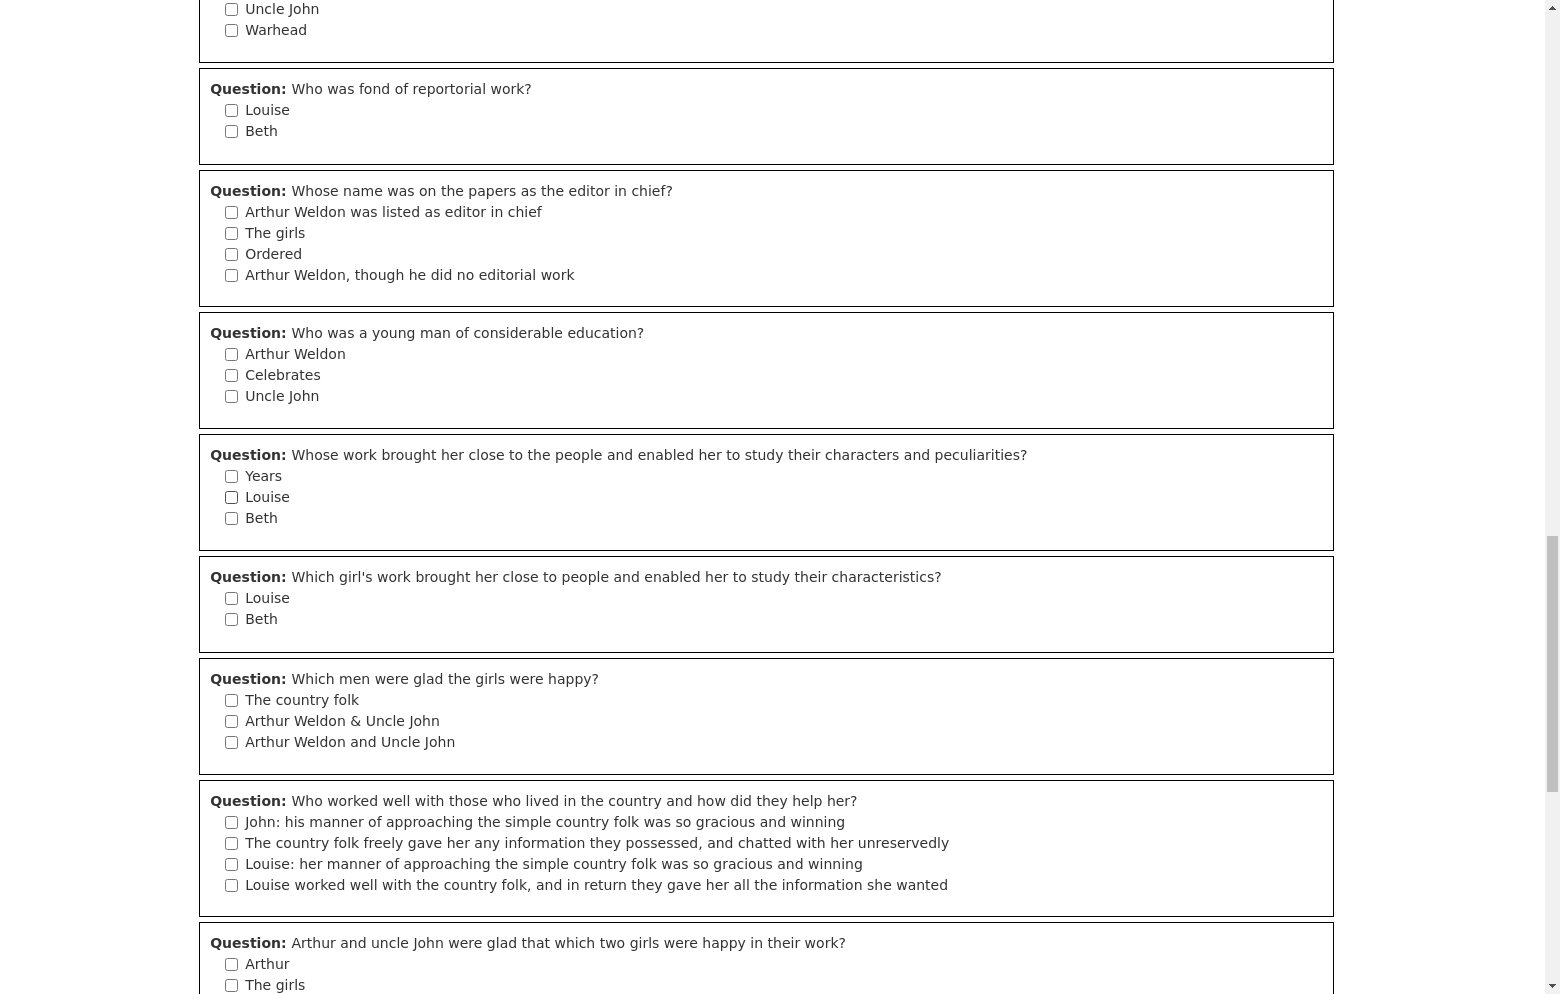 Uncle John
Warhead
Question: Who was fond of reportorial work?
Louise
Beth
Question: Whose name was on the papers as the editor in chief?
Arthur Weldon was listed as editor in chief
The girls
Ordered
Arthur Weldon, though he did no editorial work
Question: Who was a young man of considerable education?
Arthur Weldon
Celebrates
Uncle John
Question: Whose work brought her close to the people and enabled her to study their characters and peculiarities?
Years
Louise
Beth
Question: Which girl's work brought her close to people and enabled her to study their characteristics?
Louise
Beth
Question: Which men were glad the girls were happy?
The country folk
Arthur Weldon & Uncle John
Arthur Weldon and Uncle John
Question: Who worked well with those who lived in the country and how did they help her?
John: his manner of approaching the simple country folk was so gracious and winning
The country folk freely gave her any information they possessed, and chatted with her unreservedly
Louise: her manner of approaching the simple country folk was so gracious and winning
Louise worked well with the country folk, and in return they gave her all the information she wanted
Question: Arthur and uncle John were glad that which two girls were happy in their work?
Arthur
The girls